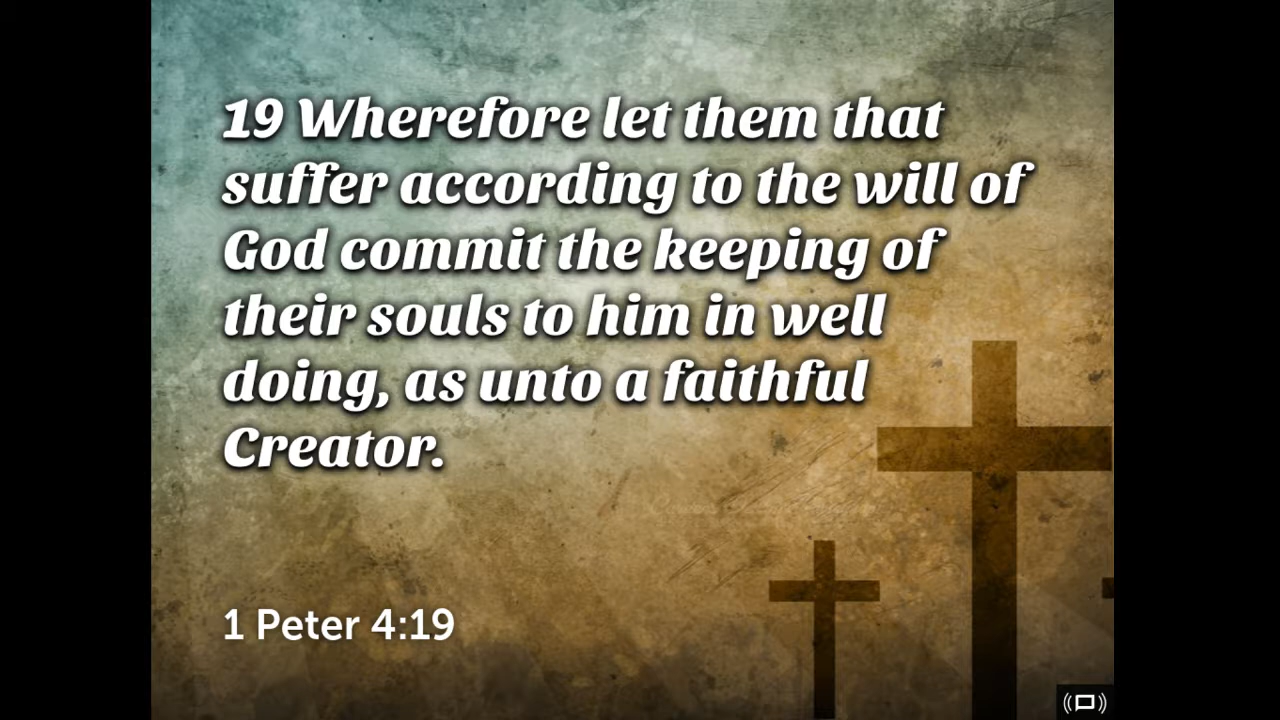 19 Wherefore let them that
suffer according to the will of
God commit the keeping of
their souls to him in well
doing, as unto a faithful
Creator.
1 Peter 4:19